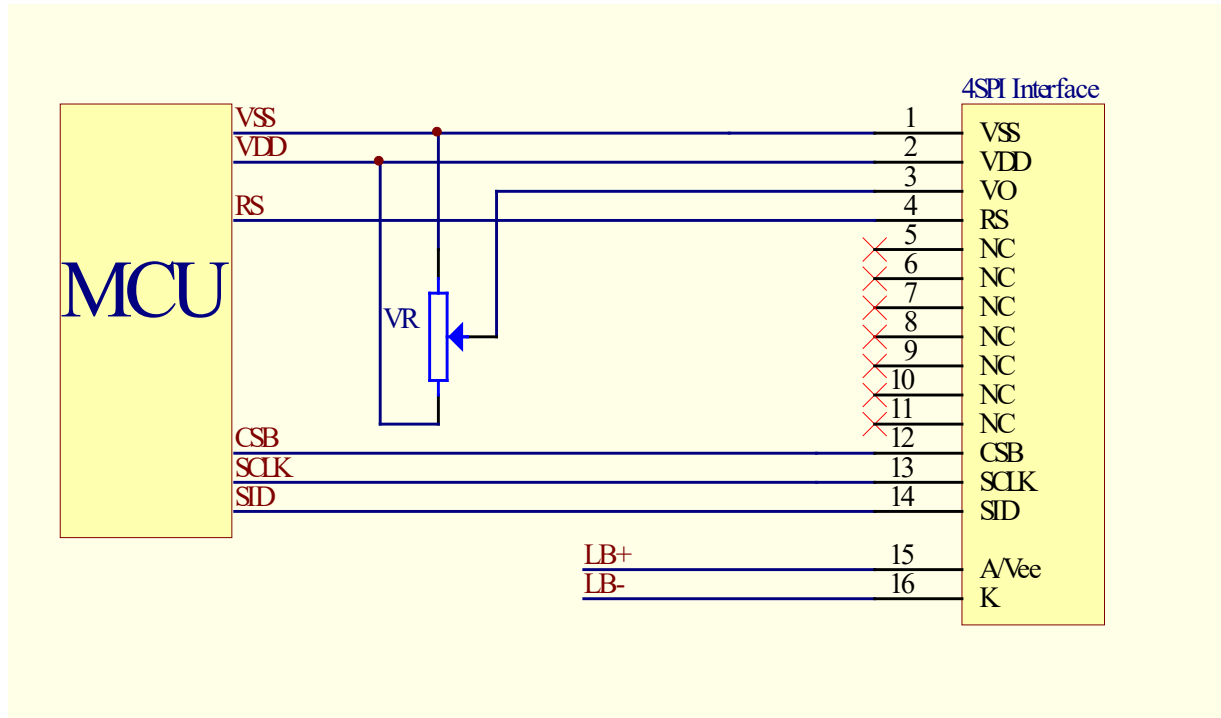 4SPI Interface
VSS 1 VSS
VDD 2 VDD
3 VO
RS 4 RS
5 NC
6 NC
MCU
7 NC
VR 8 NC
9 NC
10 NC
11 NC
CSB 12 CSB
SCLK 13 SCLK
SID 14 SID
LB+ 15 A/Vee
LB- 16 K